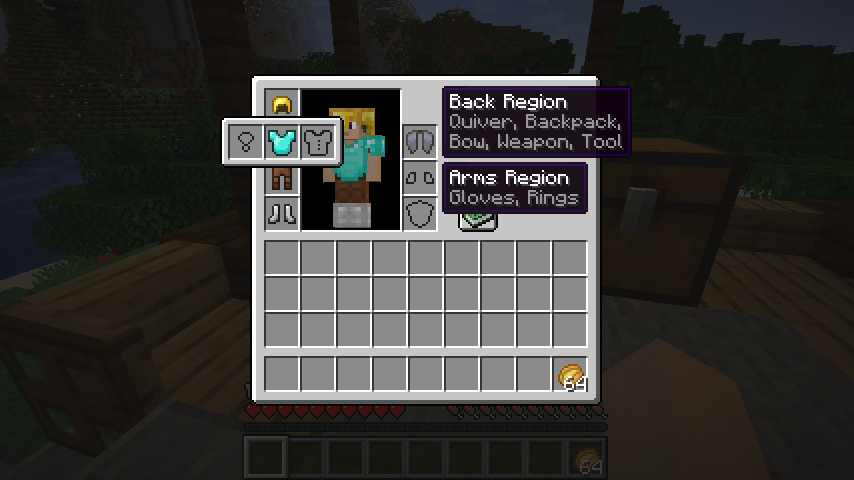 Back Region
Quiver, Backpack,
Bow, Weapon, Tool
Arms Region
Gloves, Rings
64
64